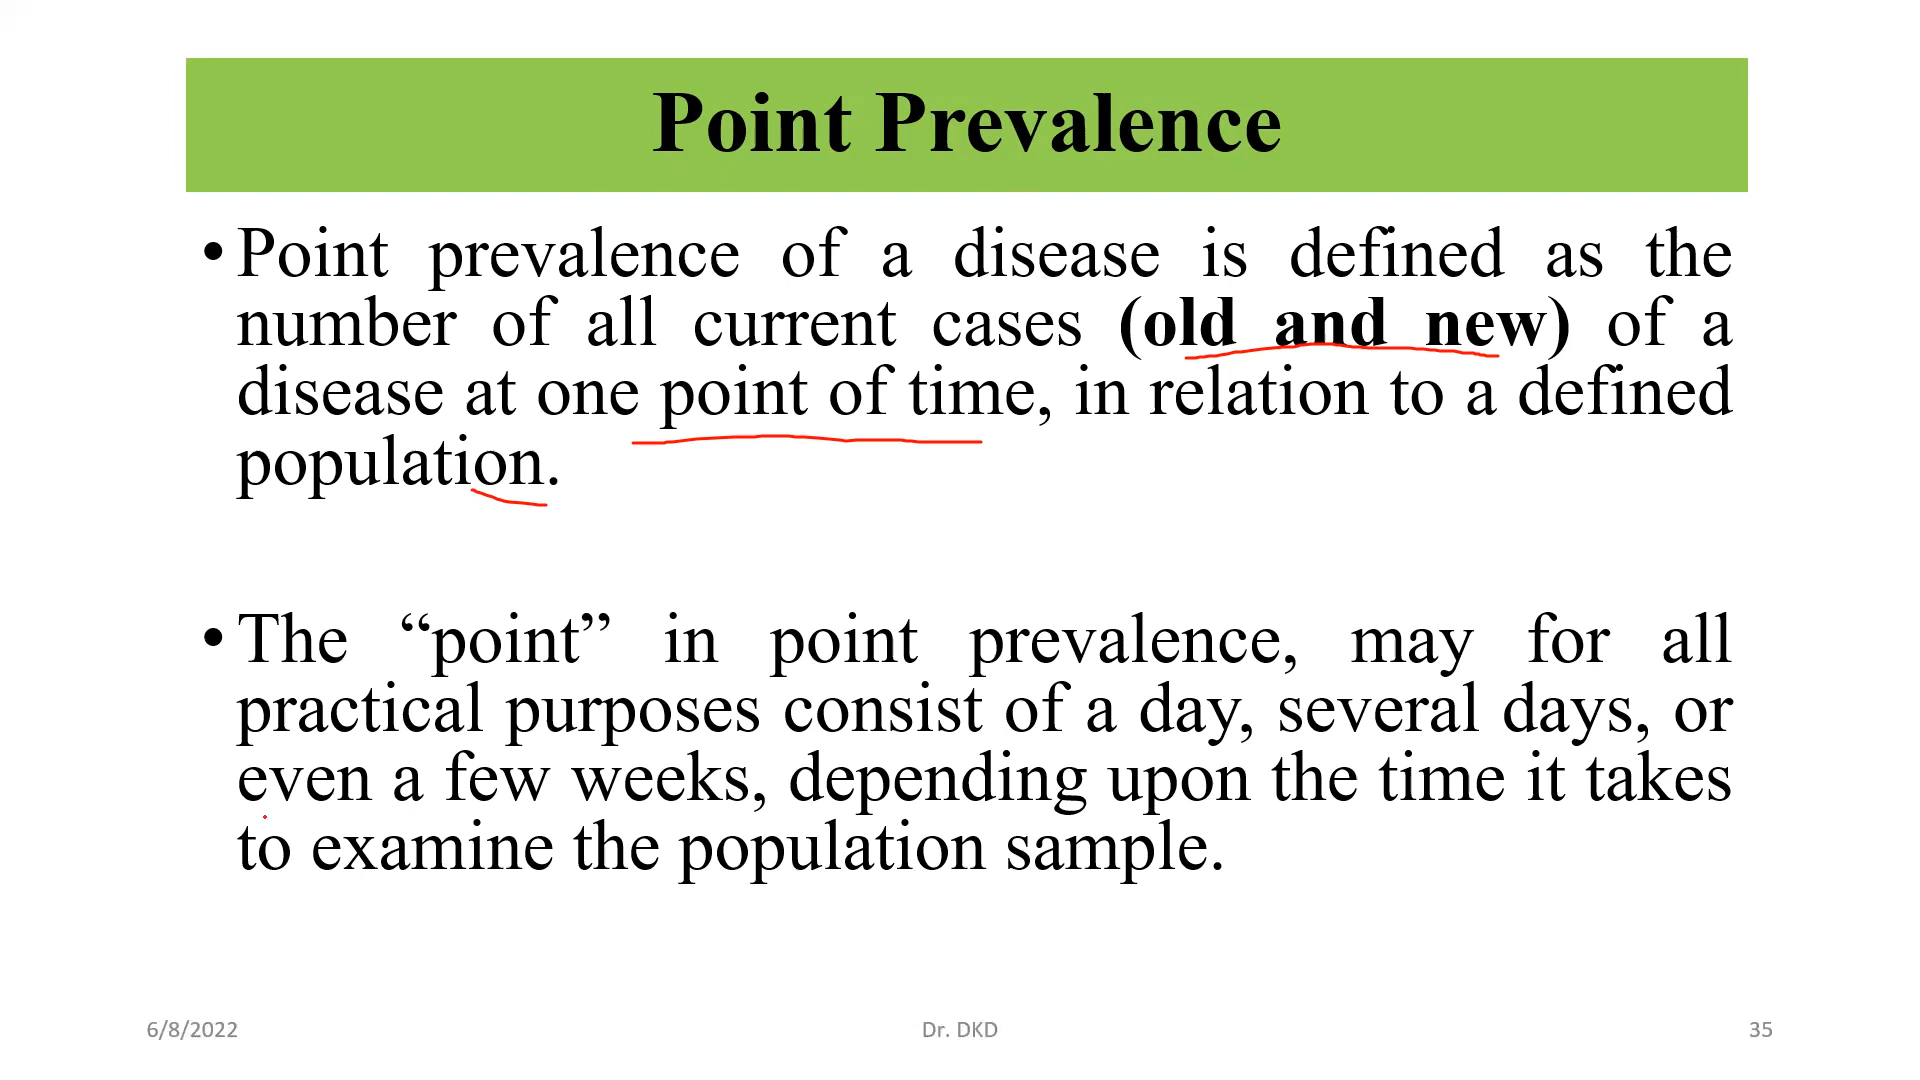 Point Prevalence
• Point prevalence of a disease is defined as the
number of all current cases (old and new) of a
disease at one point of time, in relation to a defined
population.
• The “point” in point prevalence, may for all
practical purposes consist of a day, several days, or
even a few weeks, depending upon the time it takes
to examine the population sample.
6/8/2022
Dr. DKD
35